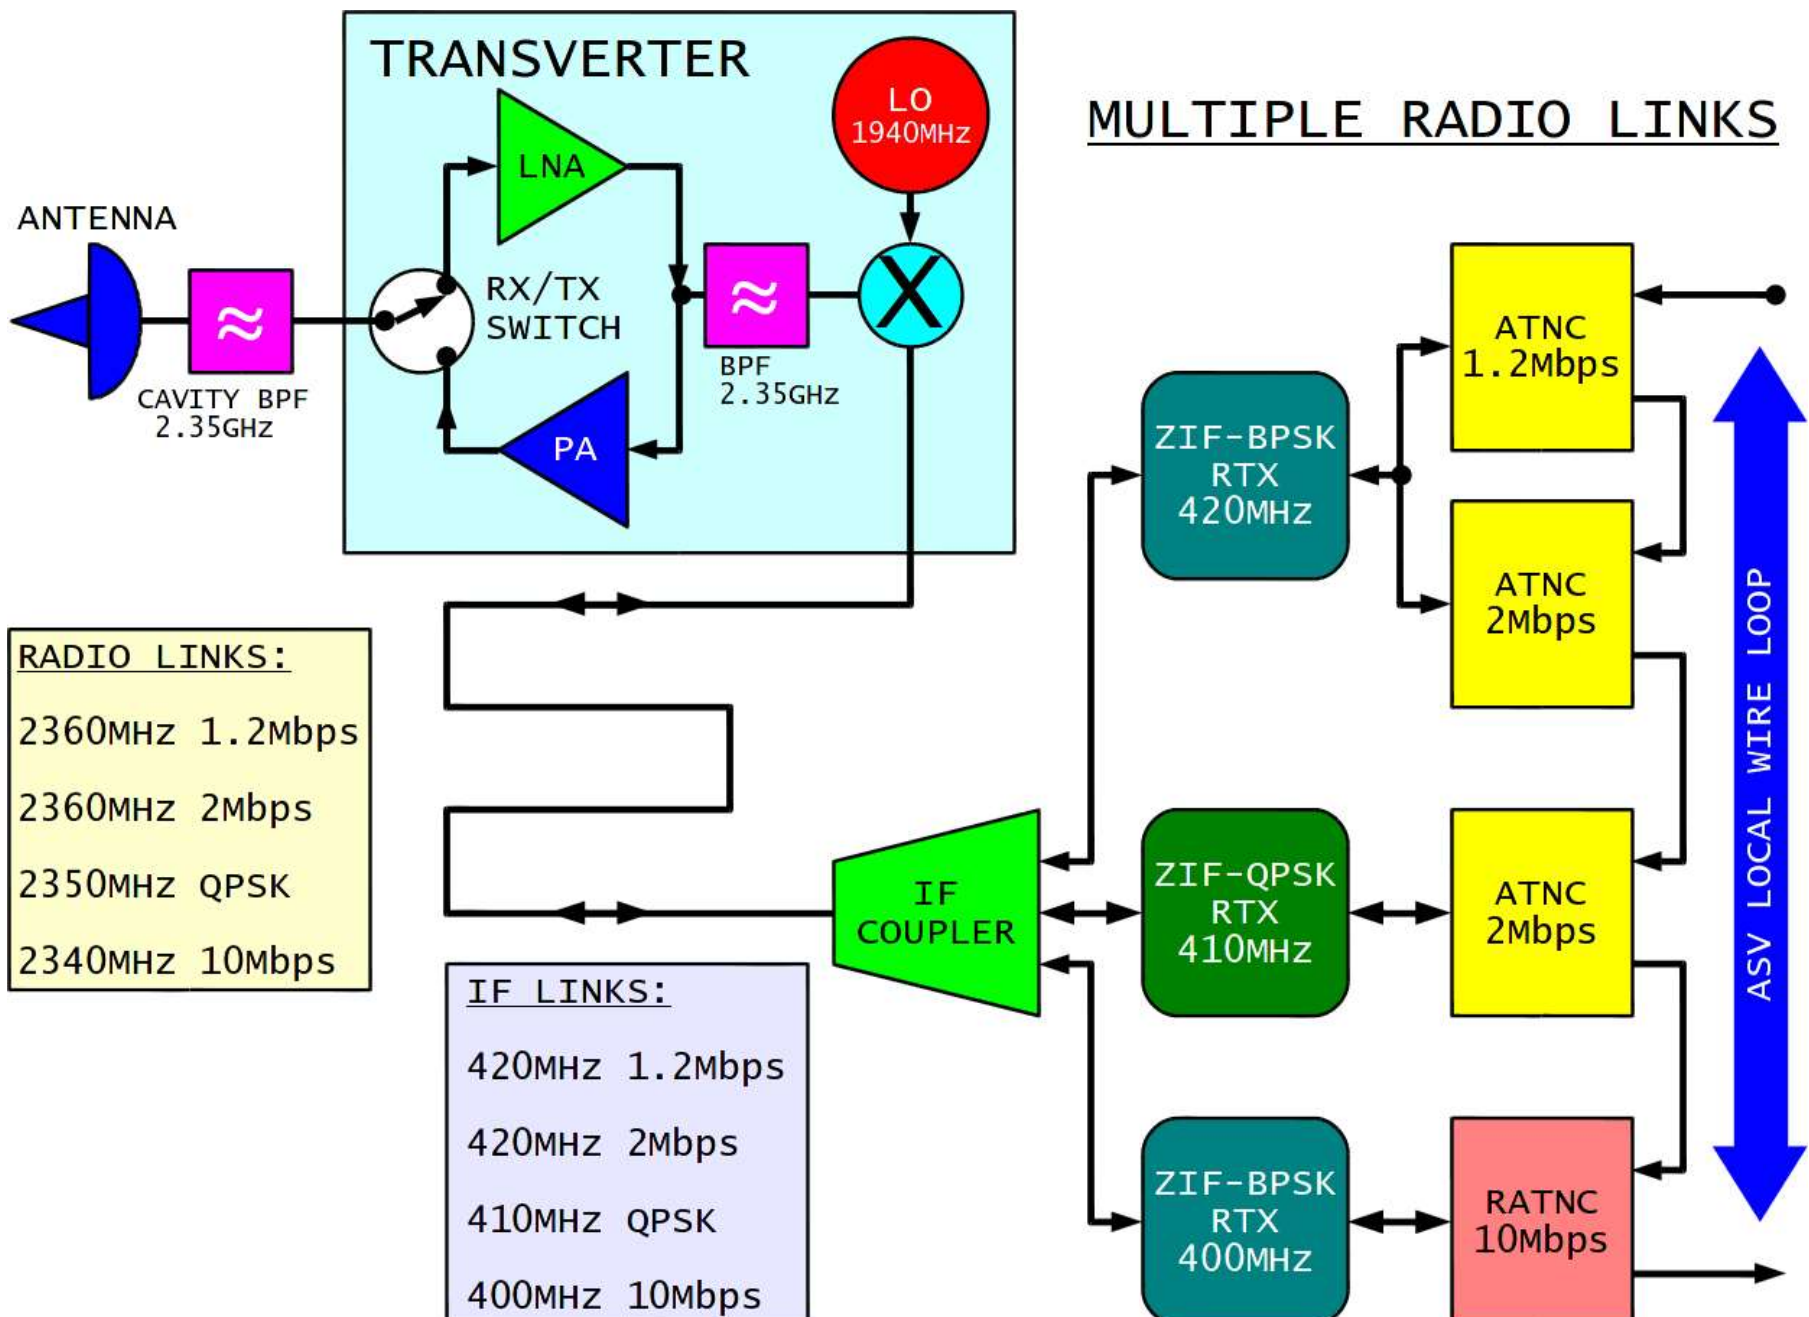 TRANSVERTER
LO
1940MHz
MULTIPLE RADIO LINKS
LNA
ANTENNA
RX/TX
SWITCH
CAVITY BPF
2.35GHz
BPF
2.35GHz
PA
X
ZIF-BPSK
RTX
420MHz
ATNC
1.2Mbps
ATNC
2Mbps
RADIO LINKS:
2360MHz 1.2Mbps
2360MHz 2Mbps
2350MHz QPSK
2340MHz 10Mbps
IF
COUPLER
ZIF-QPSK
RTX
410MHz
ATNC
2Mbps
ASV LOCAL WIRE LOOP
IF LINKS:
420MHz 1.2Mbps
420MHz 2Mbps
410MHz QPSK
400MHz 10Mbps
ZIF-BPSK
RTX
400MHz
RATNC
10Mbps